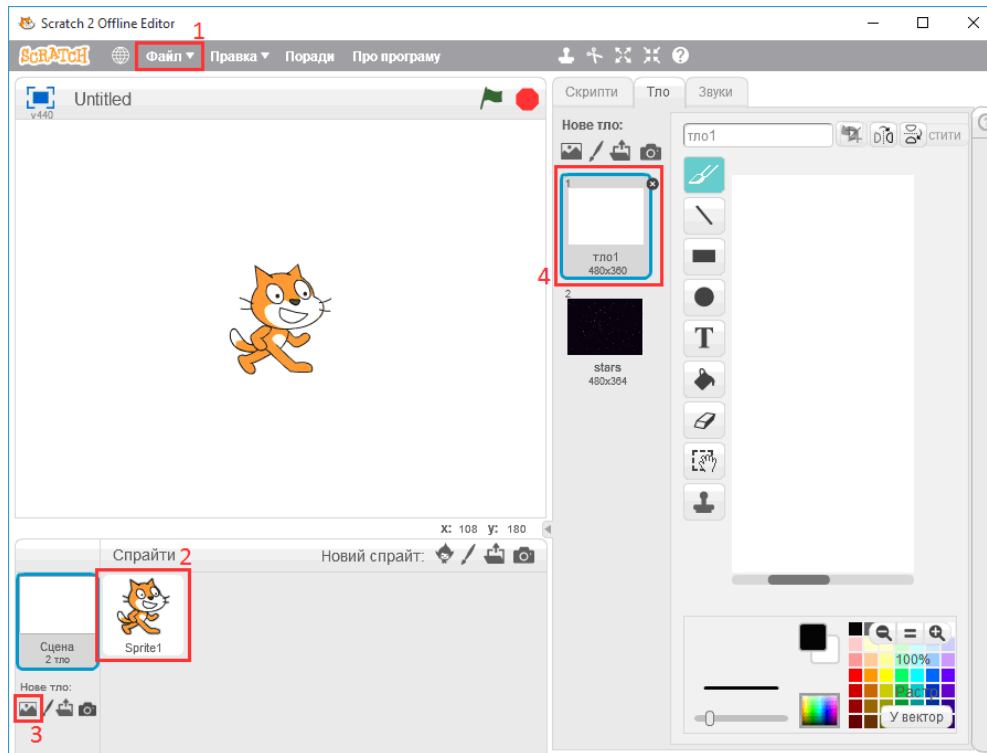 Scratch 2 Offline Editor
1
SCRATCH Файл Правка Поради Про програму
v440
Untitled
Скрипти Тло Звуки
Нове тло:
тло1
стити
1
тло1
480x360
4
2
stars
480x364
x: 108 y: 180
Спрайти 2
Новий спрайт:
Сцена
2 тло
Sprite1
Нове тло:
3
T
100%
Растр
У вектор